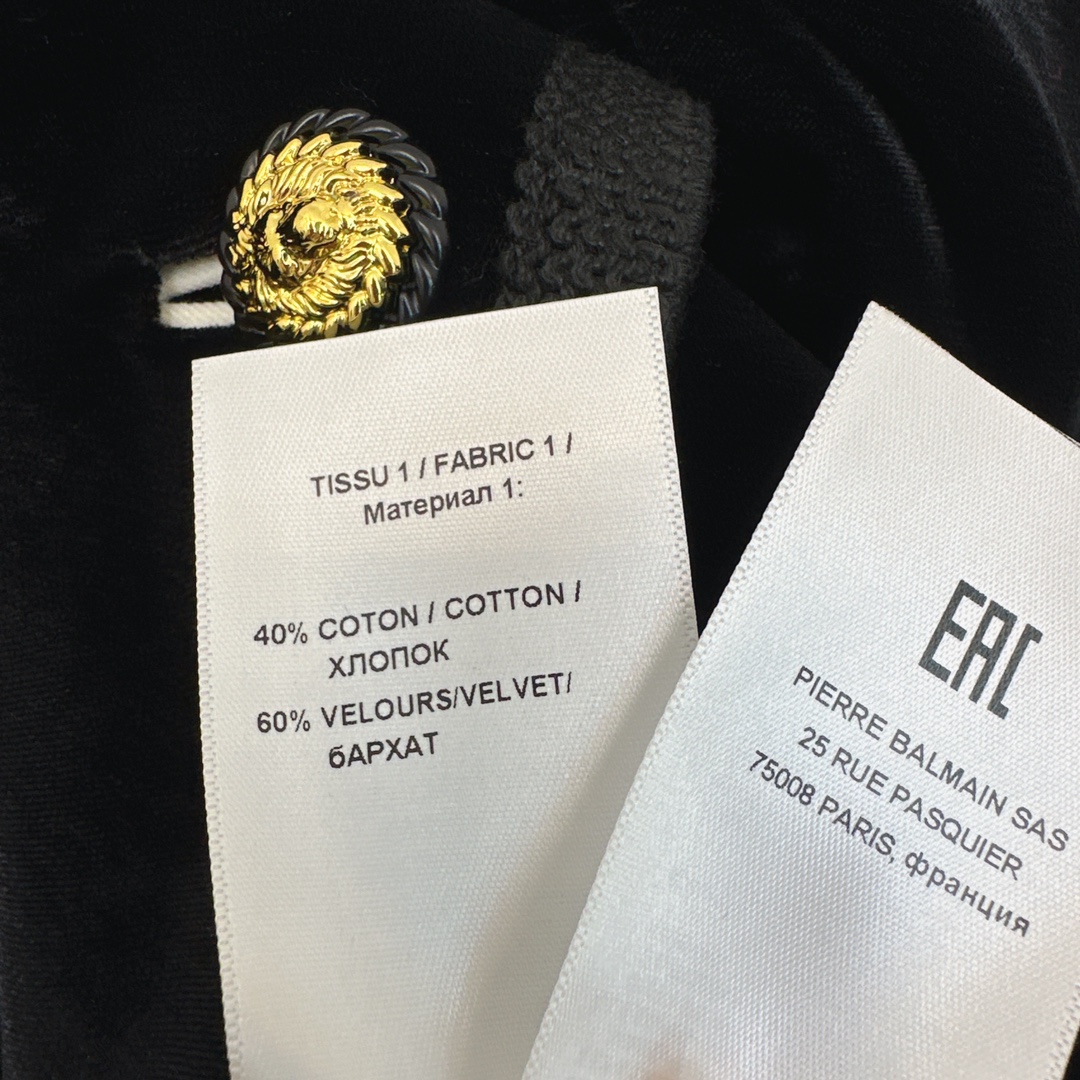 TISSU 1 / FABRIC 1 /
Материал 1:
40% COTON / COTTON /
ХЛОПОК
60% VELOURS/VELVET/
бАРХАТ
EAC
PIERRE BALMAIN SAS
25 RUE PASQUIER
75008 PARIS, франция